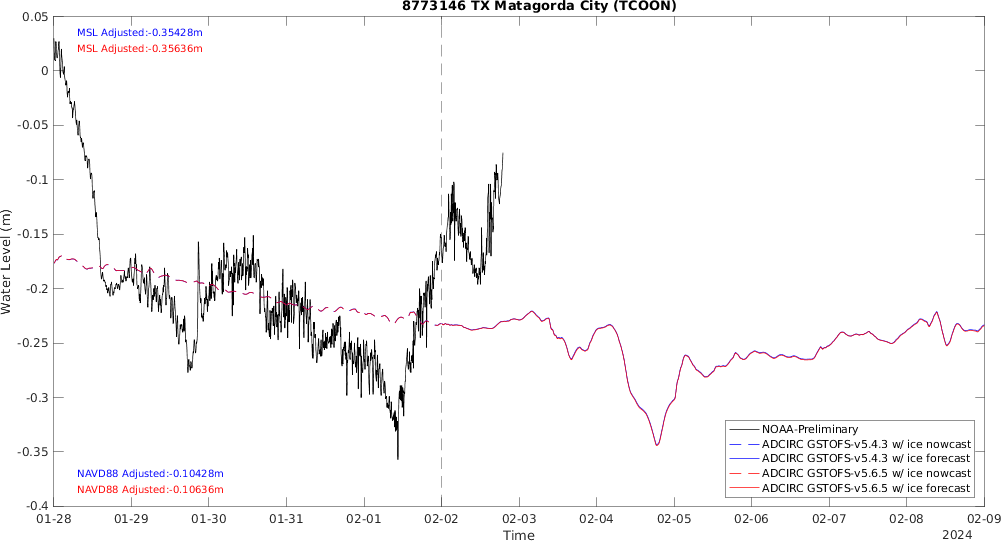 8773146 TX Matagorda City (TCOON)
MSL Adjusted:-0.35428m
MSL Adjusted:-0.35636m
0.05
0
-0.05
-0.1
-0.15
-0.2
-0.25
-0.3
-0.35
-0.4
Water Level (m)
NAVD88 Adjusted:-0.10428m
NAVD88 Adjusted:-0.10636m
NOAA-Preliminary
ADCIRC GSTOFS-v5.4.3 w/ ice nowcast
ADCIRC GSTOFS-v5.4.3 w/ ice forecast
ADCIRC GSTOFS-v5.6.5 w/ ice nowcast
ADCIRC GSTOFS-v5.6.5 w/ ice forecast
01-28 01-29 01-30 01-31 02-01 02-02 02-03 02-04 02-05 02-06 02-07 02-08 02-09
Time
2024